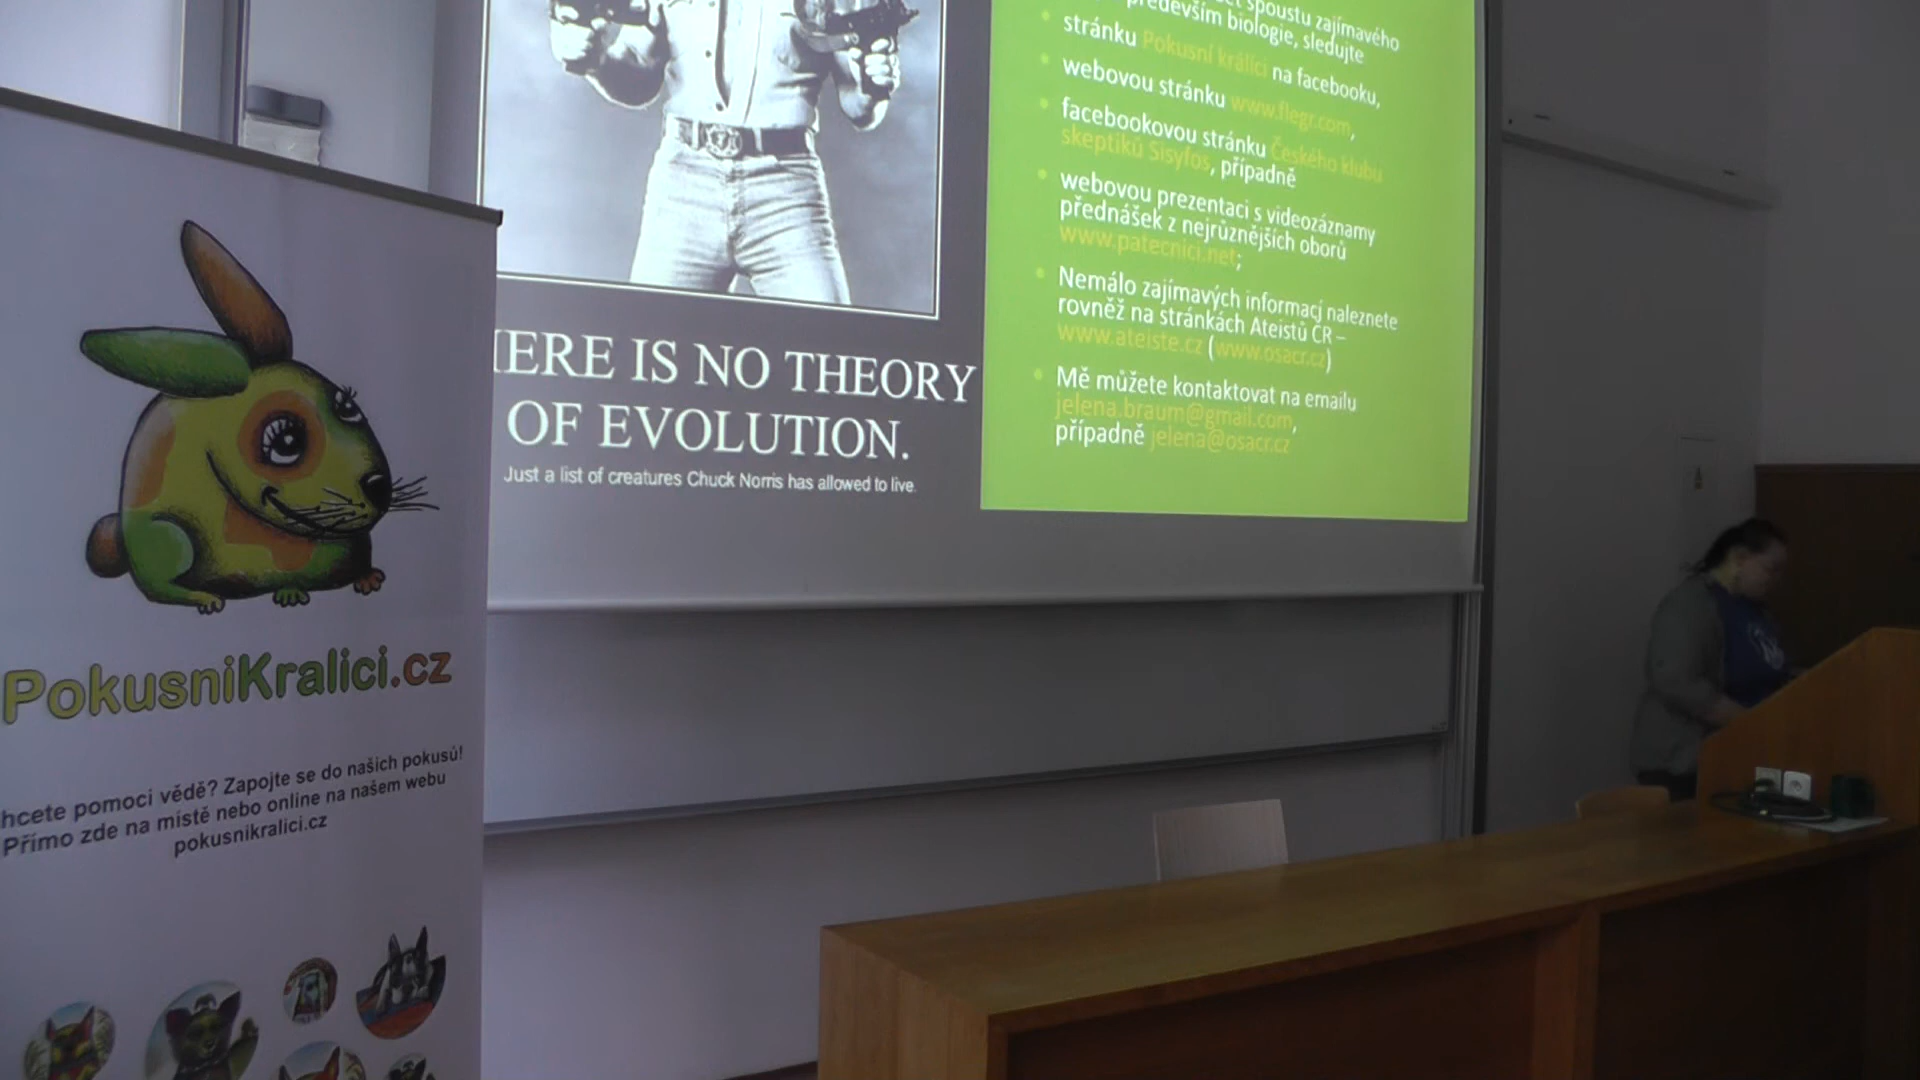 PokusniKralici.cz
hcete pomoci vědě? Zapojte se do našich pokusů!
Přímo zde na místě nebo online na našem webu
pokusnikralici.cz
HERE IS NO THEORY
OF EVOLUTION.
Just a list of creatures Chuck Norris has allowed to live.
spoustu zajímavého
především biologie, sledujte
stránku Pokusní králíci na facebooku,
webovou stránku www.flegr.com,
facebookovou stránku Českého klubu
skeptiků Sisyfos, případně
webovou prezentaci s videozáznamy
přednášek z nejrůznějších oborů
www.patecnici.net;
Nemálo zajímavých informací naleznete
rovněž na stránkách Ateistů ČR –
www.ateiste.cz (www.osacr.cz)
Mě můžete kontaktovat na emailu
jelena.braum@gmail.com,
případně jelena@osacr.cz